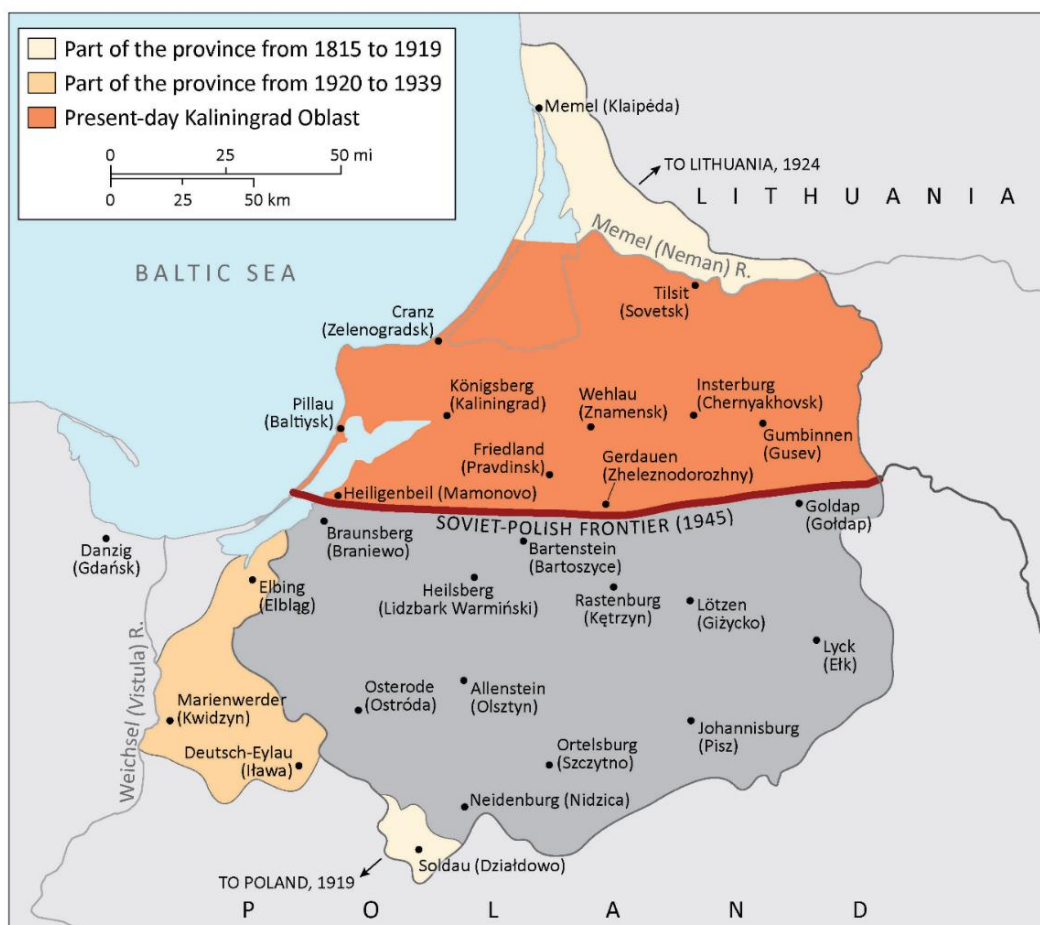 Part of the province from 1815 to 1919
Part of the province from 1920 to 1939
Present-day Kaliningrad Oblast
0 25 50 mi
0 25 50 km
Memel (Klaipėda)
TO LITHUANIA, 1924
LITHUANIA
Memel (Neman) R.
BALTIC SEA
Tilsit
(Sovetsk)
Cranz
(Zelenogradsk)
Königsberg
(Kaliningrad)
Wehlau
(Znamensk)
Insterburg
(Chernyakhovsk)
Pillau
(Baltiysk)
Gumbinnen
(Gusev)
Friedland
(Pravdinsk)
Gerdauen
(Zheleznodorozhny)
Heiligenbeil (Mamonovo)
SOVIET-POLISH FRONTIER (1945)
Goldap
(Gołdap)
Braunsberg
(Braniewo)
Danzig
(Gdańsk)
Bartenstein
(Bartoszyce)
Elbing
(Elbląg)
Heilsberg
(Lidzbark Warmiński)
Rastenburg
(Kętrzyn)
Lötzen
(Giżycko)
Lyck
(Ełk)
Weichsel (Vistula) R.
Marienwerder
(Kwidzyn)
Osterode
(Ostróda)
Allenstein
(Olsztyn)
Johannisburg
(Pisz)
Deutsch-Eylau
(Iława)
Ortelsburg
(Szczytno)
Neidenburg (Nidzica)
Soldau (Działdowo)
TO POLAND, 1919
POLAND